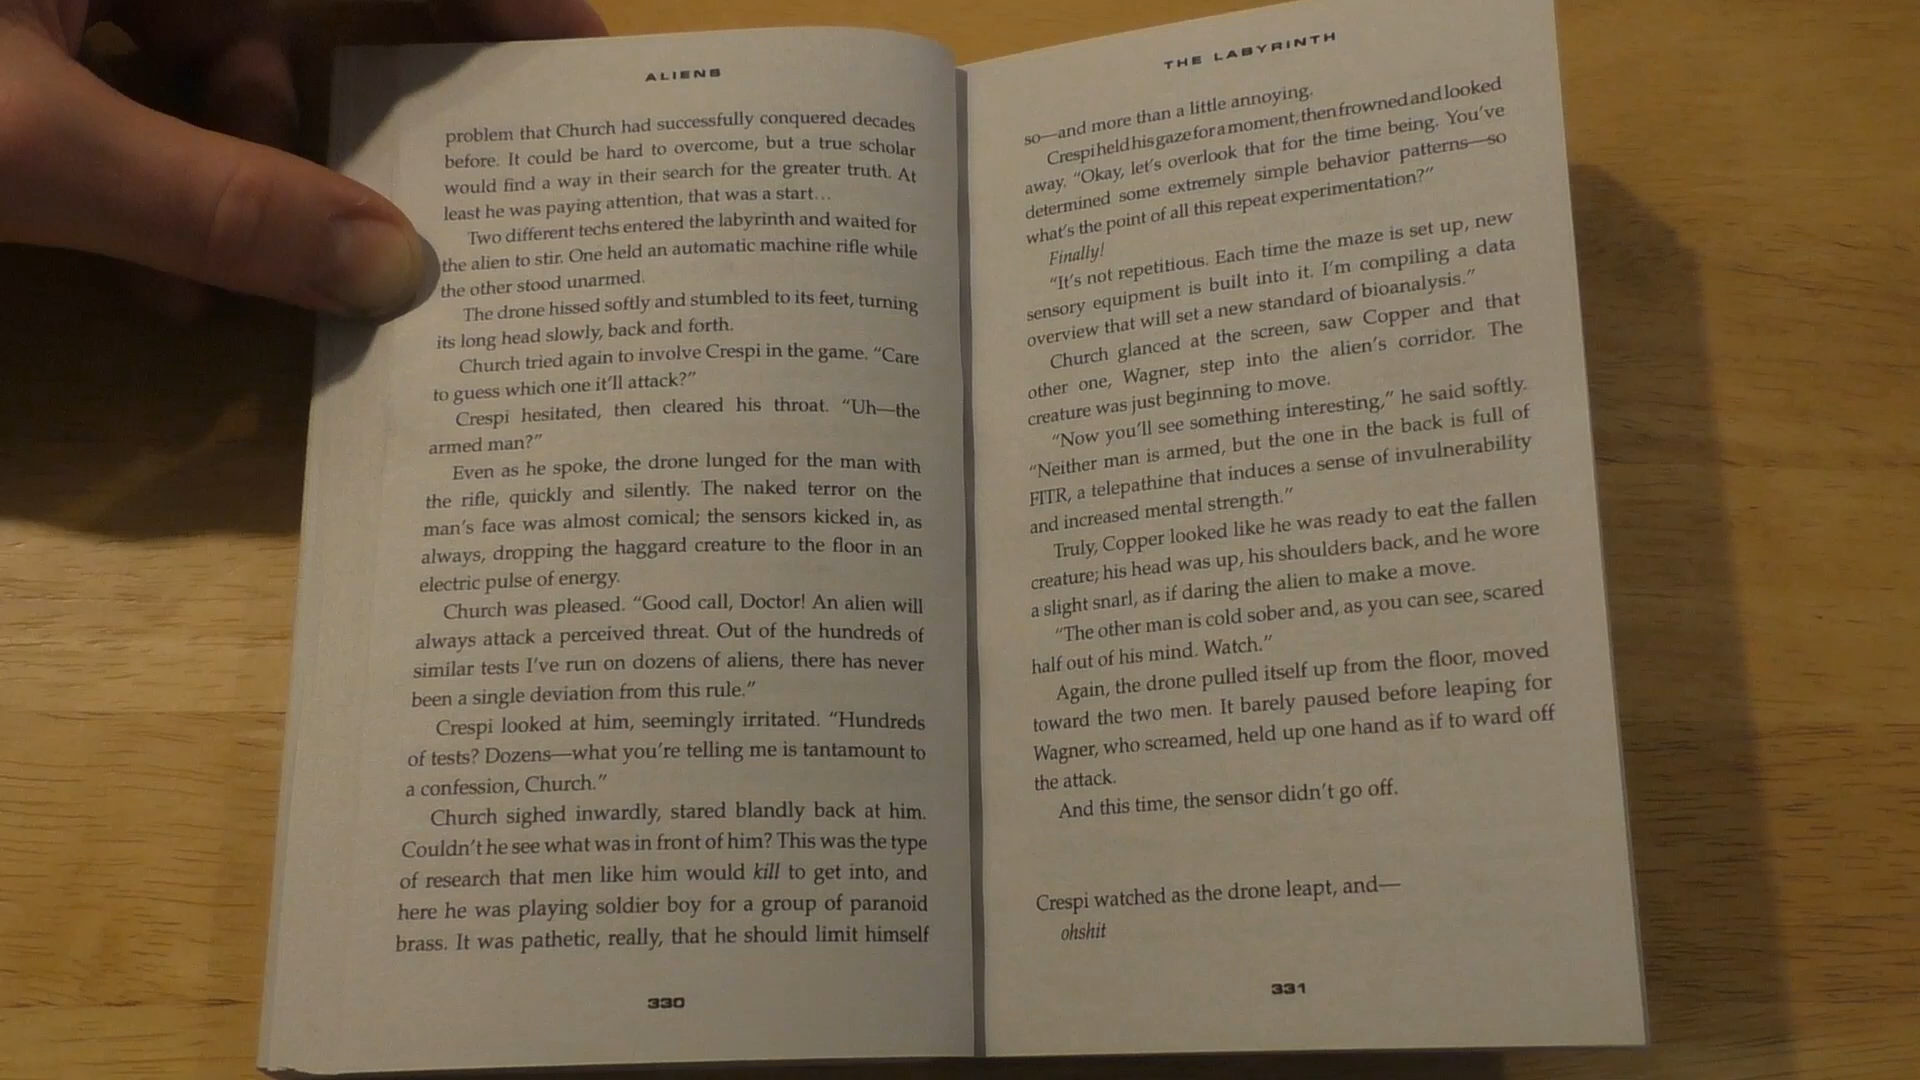 ALIENS
problem that Church had successfully conquered decades
before. It could be hard to overcome, but a true scholar
would find a way in their search for the greater truth. At
least he was paying attention, that was a start…
Two different techs entered the labyrinth and waited for
the alien to stir. One held an automatic machine rifle while
the other stood unarmed.
The drone hissed softly and stumbled to its feet, turning
its long head slowly, back and forth.
Church tried again to involve Crespi in the game. “Care
to guess which one it’ll attack?”
Crespi hesitated, then cleared his throat. “Uh—the
armed man?”
Even as he spoke, the drone lunged for the man with
the rifle, quickly and silently. The naked terror on the
man’s face was almost comical; the sensors kicked in, as
always, dropping the haggard creature to the floor in an
electric pulse of energy.
Church was pleased. “Good call, Doctor! An alien will
always attack a perceived threat. Out of the hundreds of
similar tests I’ve run on dozens of aliens, there has never
been a single deviation from this rule.”
Crespi looked at him, seemingly irritated. “Hundreds
of tests? Dozens—what you’re telling me is tantamount to
a confession, Church.”
Church sighed inwardly, stared blandly back at him.
Couldn’t he see what was in front of him? This was the type
of research that men like him would kill to get into, and
here he was playing soldier boy for a group of paranoid
brass. It was pathetic, really, that he should limit himself
330
THE LABYRINTH
so—and more than a little annoying.
Crespi held his gaze for a moment, then frowned and looked
away. “Okay, let’s overlook that for the time being. You’ve
determined some extremely simple behavior patterns—so
what’s the point of all this repeat experimentation?”
Finally!
“It’s not repetitious. Each time the maze is set up, new
sensory equipment is built into it. I’m compiling a data
overview that will set a new standard of bioanalysis.”
Church glanced at the screen, saw Copper and that
other one, Wagner, step into the alien’s corridor. The
creature was just beginning to move.
“Now you’ll see something interesting,” he said softly.
“Neither man is armed, but the one in the back is full of
FITR, a telepathine that induces a sense of invulnerability
and increased mental strength.”
Truly, Copper looked like he was ready to eat the fallen
creature; his head was up, his shoulders back, and he wore
a slight snarl, as if daring the alien to make a move.
“The other man is cold sober and, as you can see, scared
half out of his mind. Watch.”
Again, the drone pulled itself up from the floor, moved
toward the two men. It barely paused before leaping for
Wagner, who screamed, held up one hand as if to ward off
the attack.
And this time, the sensor didn’t go off.
Crespi watched as the drone leapt, and—
ohshit
331